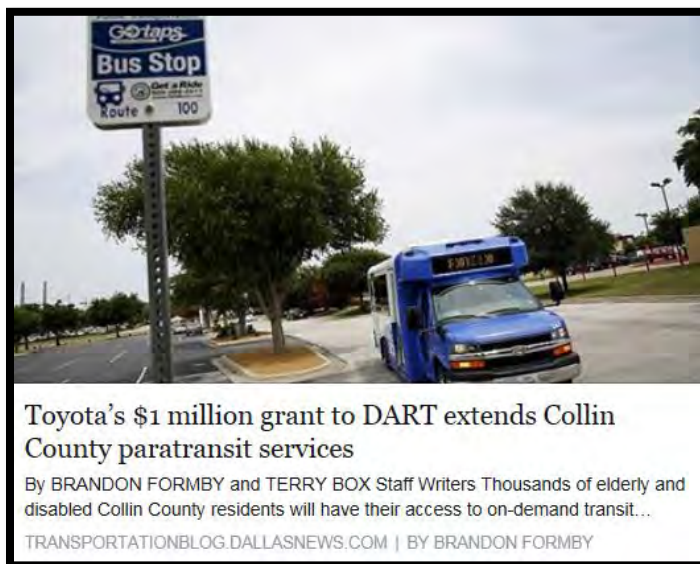 GOtaps
Bus Stop
Get a Ride
Route 100
Toyota’s $1 million grant to DART extends Collin
County paratransit services
By BRANDON FORMBY and TERRY BOX Staff Writers Thousands of elderly and
disabled Collin County residents will have their access to on-demand transit...
TRANSPORTATIONBLOG.DALLASNEWS.COM | BY BRANDON FORMBY